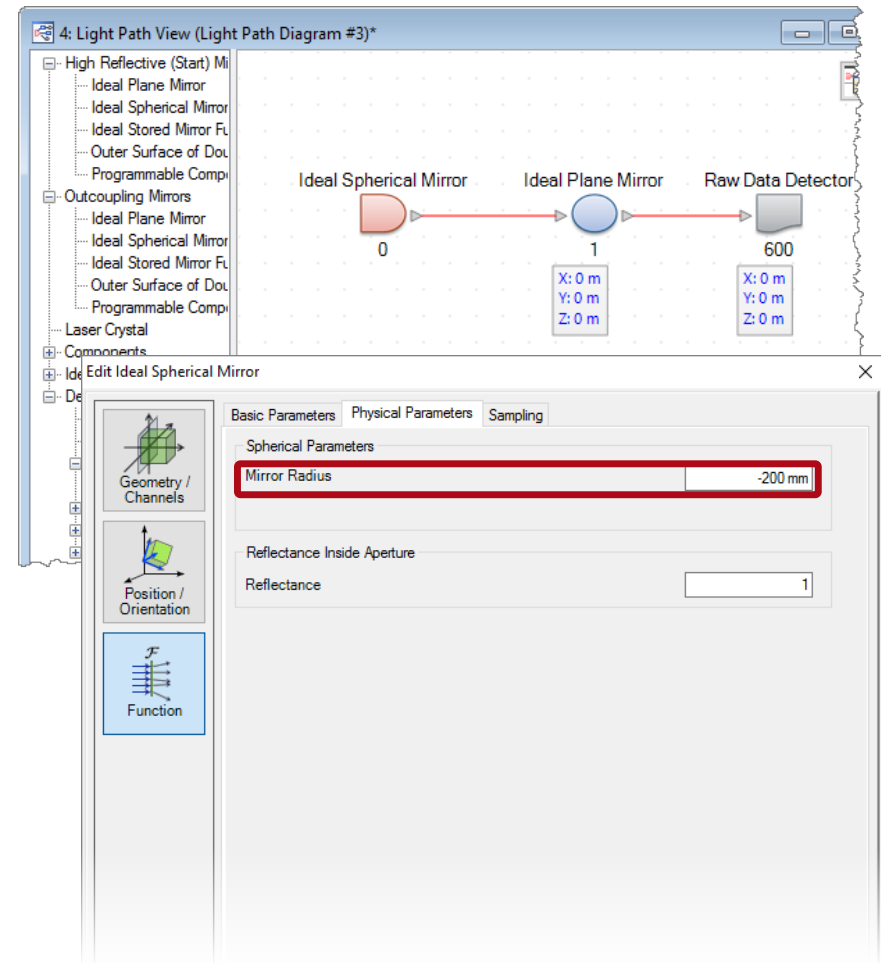 4: Light Path View (Light Path Diagram #3)*
High Reflective (Start) Mi
Ideal Plane Mirror
Ideal Spherical Mirror
Ideal Stored Mirror Fu
Outer Surface of Dou
Programmable Compo
Outcoupling Mirrors
Ideal Plane Mirror
Ideal Spherical Mirror
Ideal Stored Mirror Fu
Outer Surface of Dou
Programmable Compo
Laser Crystal
Components
Ide
De
Ideal Spherical Mirror
0
Ideal Plane Mirror
1
X: 0 m
Y: 0 m
Z: 0 m
Raw Data Detector
600
X: 0 m
Y: 0 m
Z: 0 m
Edit Ideal Spherical Mirror
Geometry /
Channels
Position /
Orientation
F
Function
Basic Parameters Physical Parameters Sampling
Spherical Parameters
Mirror Radius -200 mm
Reflectance Inside Aperture
Reflectance 1